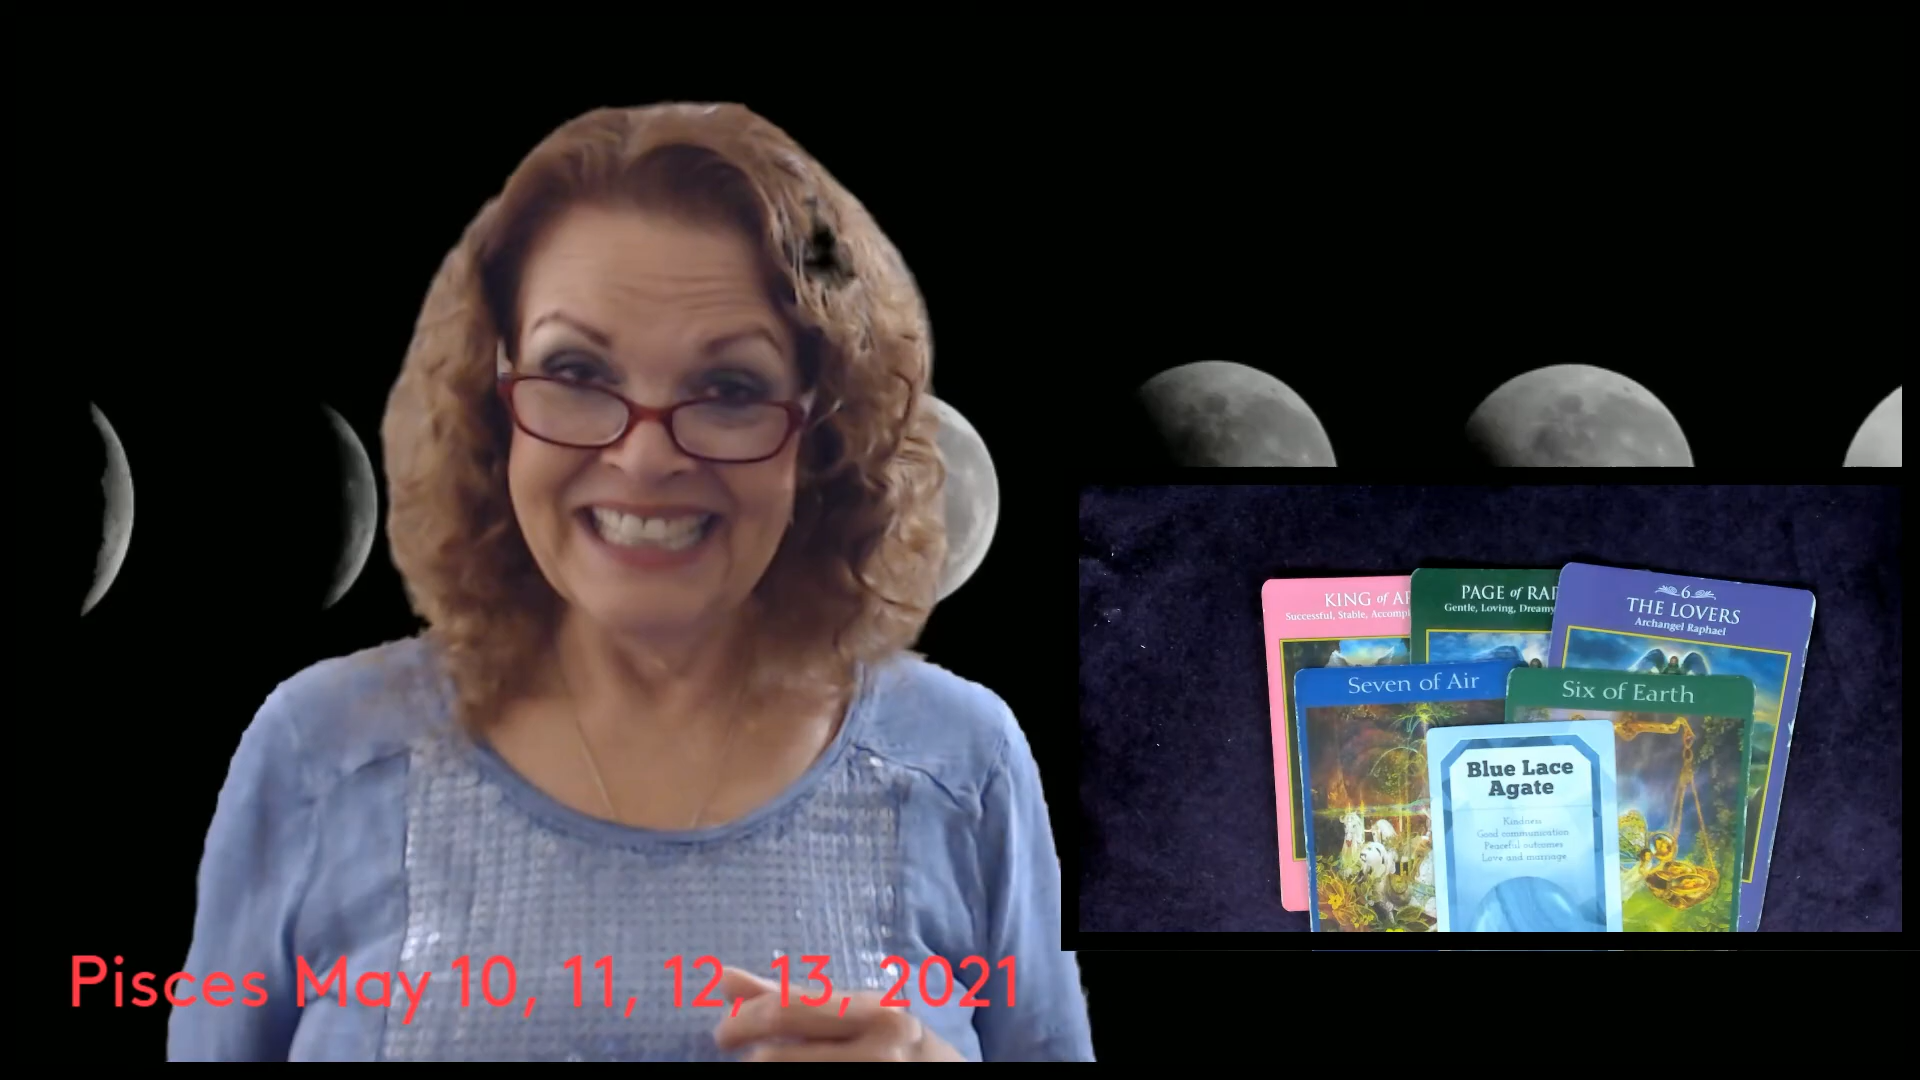 KING of
Successful, Stable,
PAGE of
Gentle, Loving, Dreamy
6
THE LOVERS
Archangel Raphael
Seven of Air
Six of Earth
Blue Lace
Agate
Kindness
Good communication
Peaceful outcomes
Love and marriage
Pisces May 10, 11, 12, 13, 2021